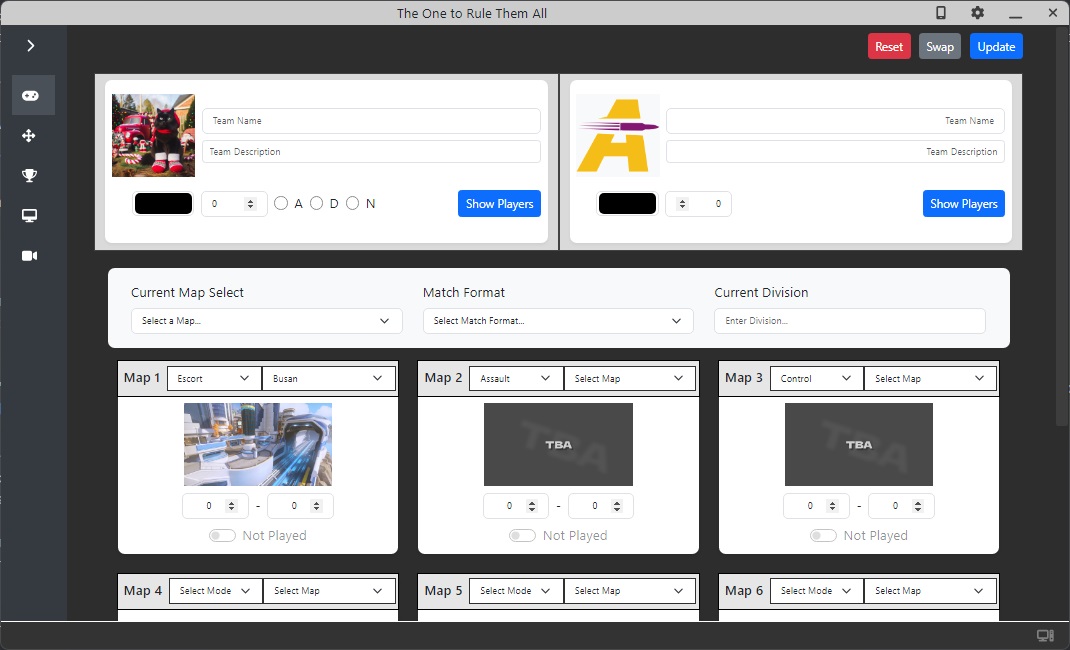 The One to Rule Them All
Reset Swap Update
Team Name
Team Description
0 A D N Show Players
Team Name
Team Description
0 Show Players
Current Map Select Match Format Current Division
Select a Map... Select Match Format... Enter Division...
Map 1 Escort Busan
0 - 0
Not Played
Map 2 Assault Select Map
TBA
TBA
0 - 0
Not Played
Map 3 Control Select Map
TBA
TBA
0 - 0
Not Played
Map 4 Select Mode Select Map
Map 5 Select Mode Select Map
Map 6 Select Mode Select Map